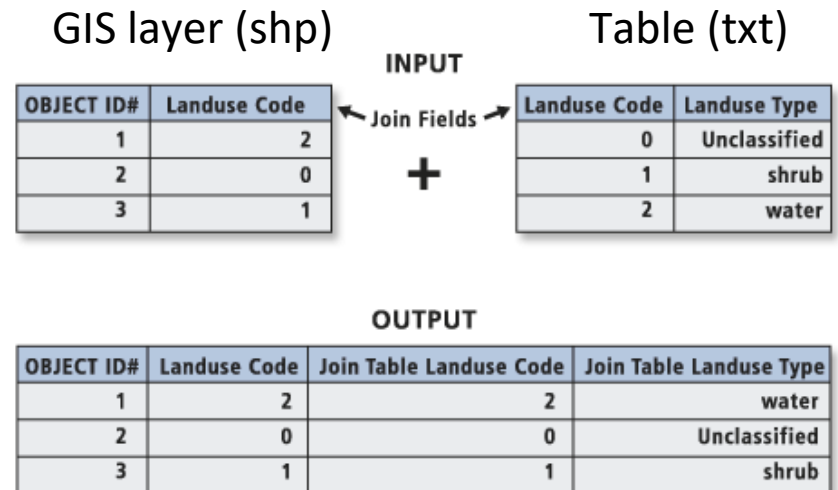 GIS layer (shp) Table (txt)
INPUT
OBJECT ID# Landuse Code Join Fields Landuse Code Landuse Type
1 2 0 Unclassified
2 0 + 1 shrub
3 1 2 water
OUTPUT
OBJECT ID# Landuse Code Join Table Landuse Code Join Table Landuse Type
1 2 2 water
2 0 0 Unclassified
3 1 1 shrub